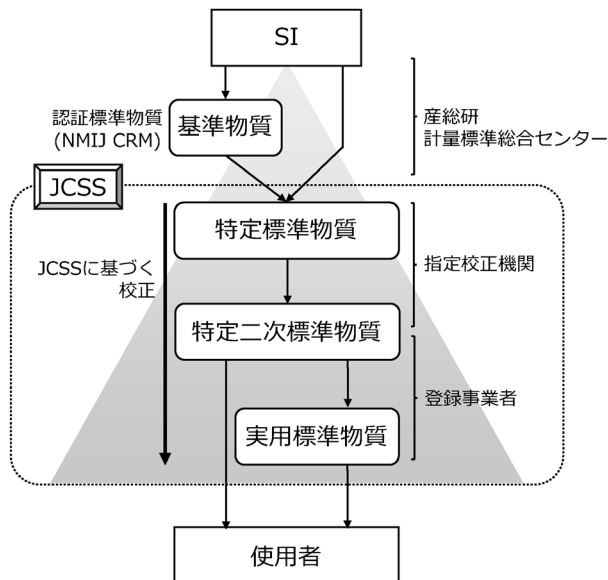 SI
認証標準物質
(NMIJ CRM)
基準物質
産総研
計量標準総合センター
JCSS
特定標準物質
JCSSに基づく
校正
指定校正機関
特定二次標準物質
登録事業者
実用標準物質
使用者